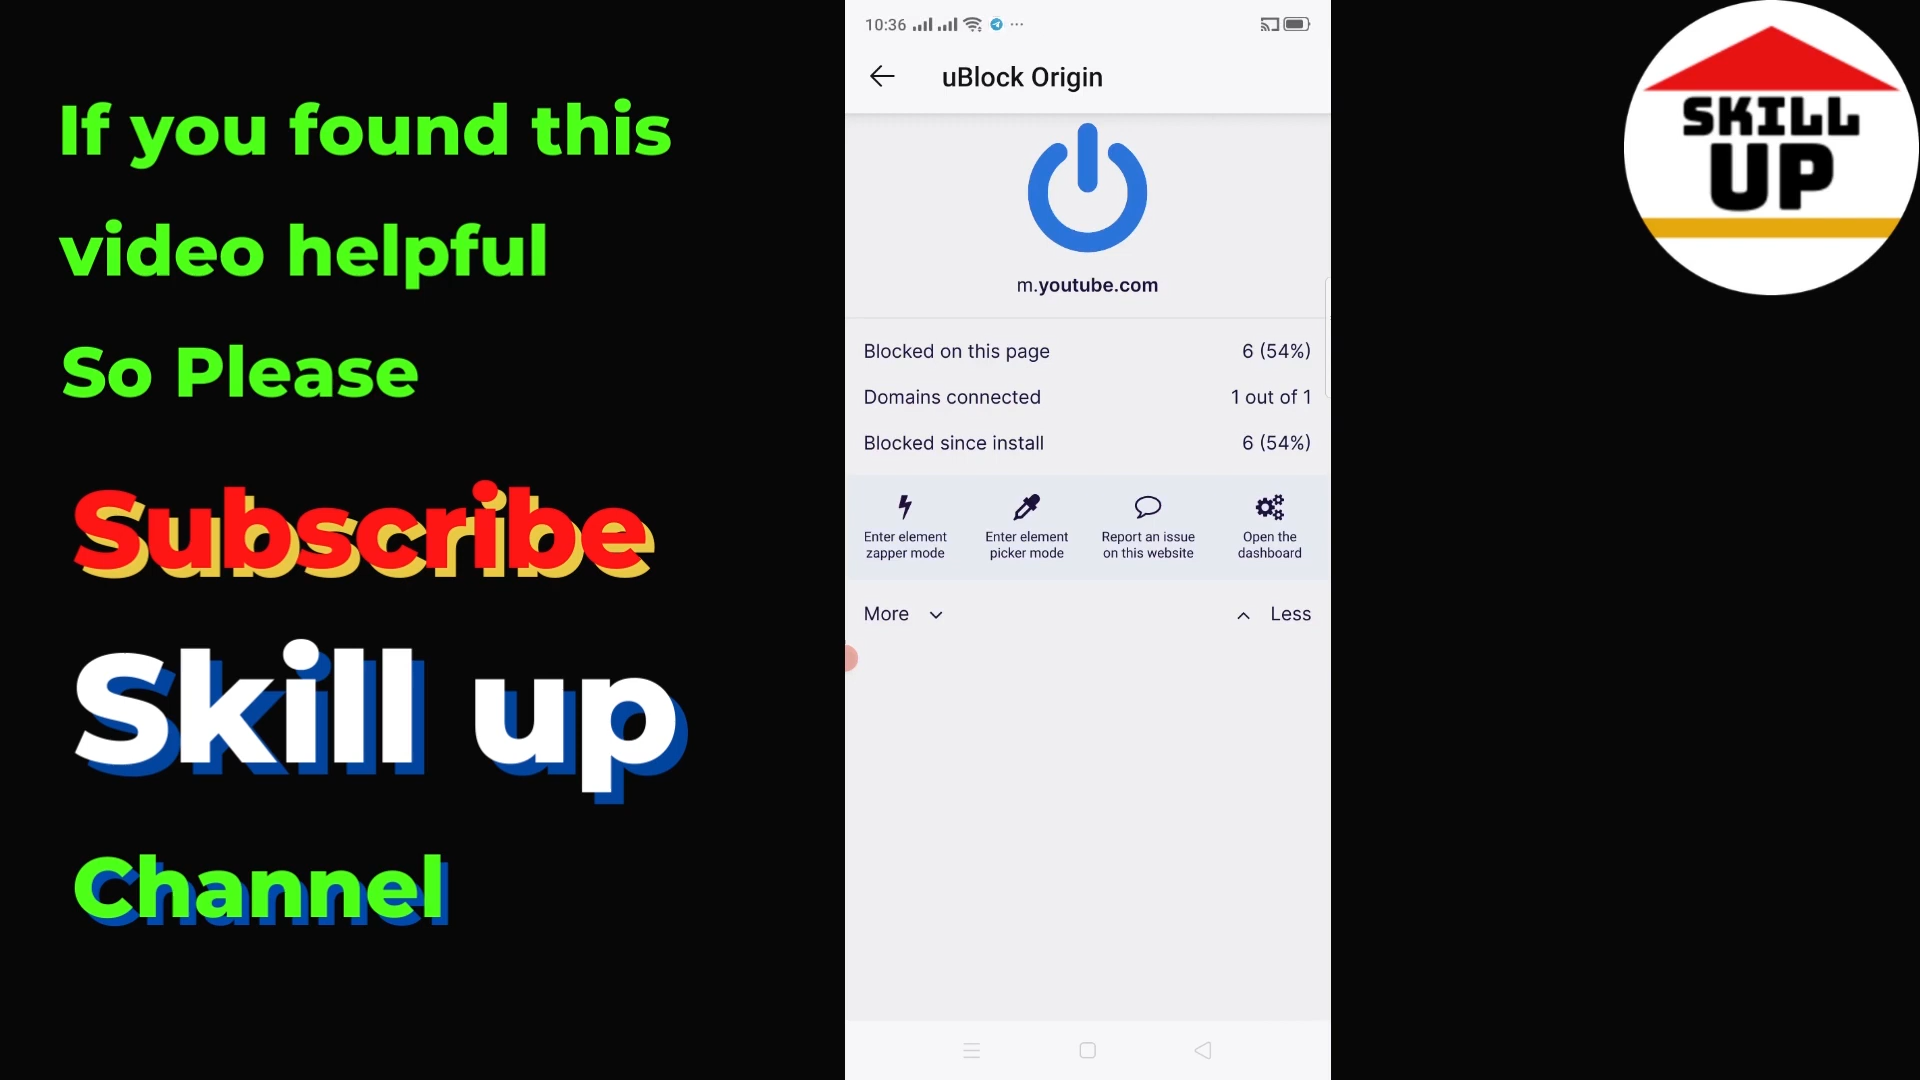 If you found this
video helpful
So Please
Subscribe
Skill up
Channel
10:36
uBlock Origin
m.youtube.com
Blocked on this page 6 (54%)
Domains connected 1 out of 1
Blocked since install 6 (54%)
Enter element
zapper mode
Enter element
picker mode
Report an issue
on this website
Open the
dashboard
More Less
SKILL
UP